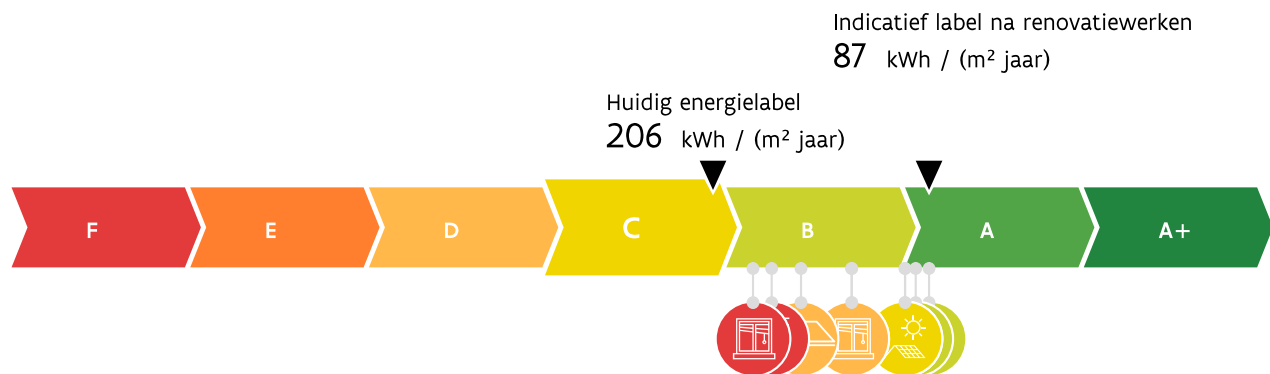 Indicatief label na renovatiewerken
87 kWh / (m² jaar)
Huidig energielabel
206 kWh / (m² jaar)
F E D C B A A+